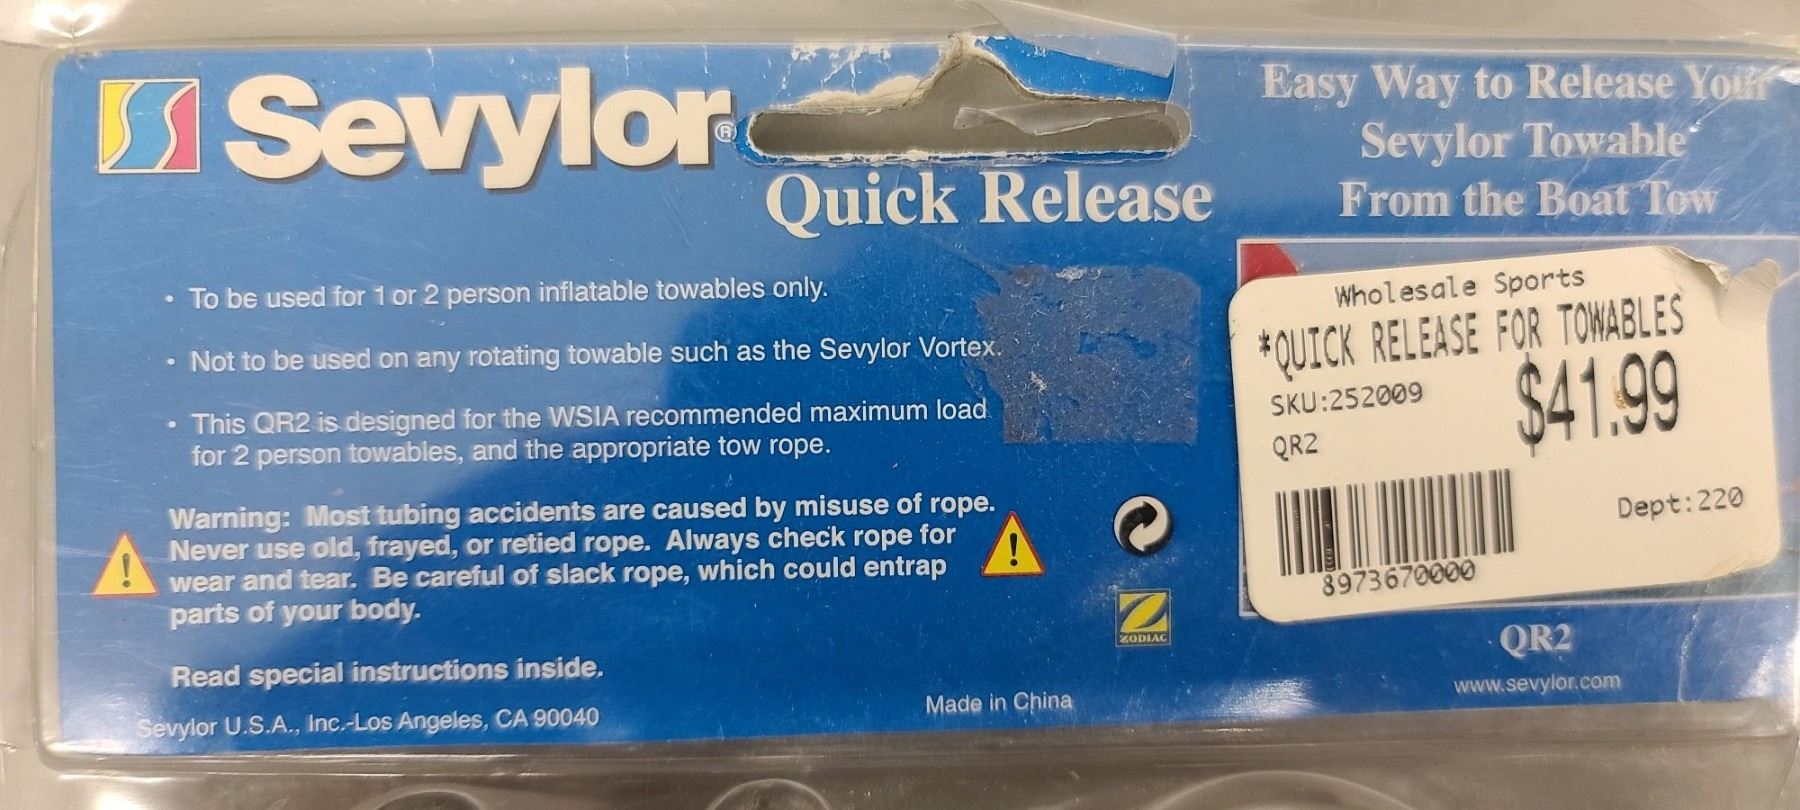 Sevylor®
Quick Release
Easy Way to Release Your
Sevylor Towable
From the Boat Tow
• To be used for 1 or 2 person inflatable towables only.
• Not to be used on any rotating towable such as the Sevylor Vortex.
• This QR2 is designed for the WSIA recommended maximum load
for 2 person towables, and the appropriate tow rope.
Warning: Most tubing accidents are caused by misuse of rope.
Never use old, frayed, or retied rope. Always check rope for
wear and tear. Be careful of slack rope, which could entrap
parts of your body.
Read special instructions inside.
Sevylor U.S.A., Inc.-Los Angeles, CA 90040
Made in China
ZODIAC
Wholesale Sports
*QUICK RELEASE FOR TOWABLES
SKU:252009
$41.99
QR2
Dept:220
8973670000
QR2
www.sevylor.com